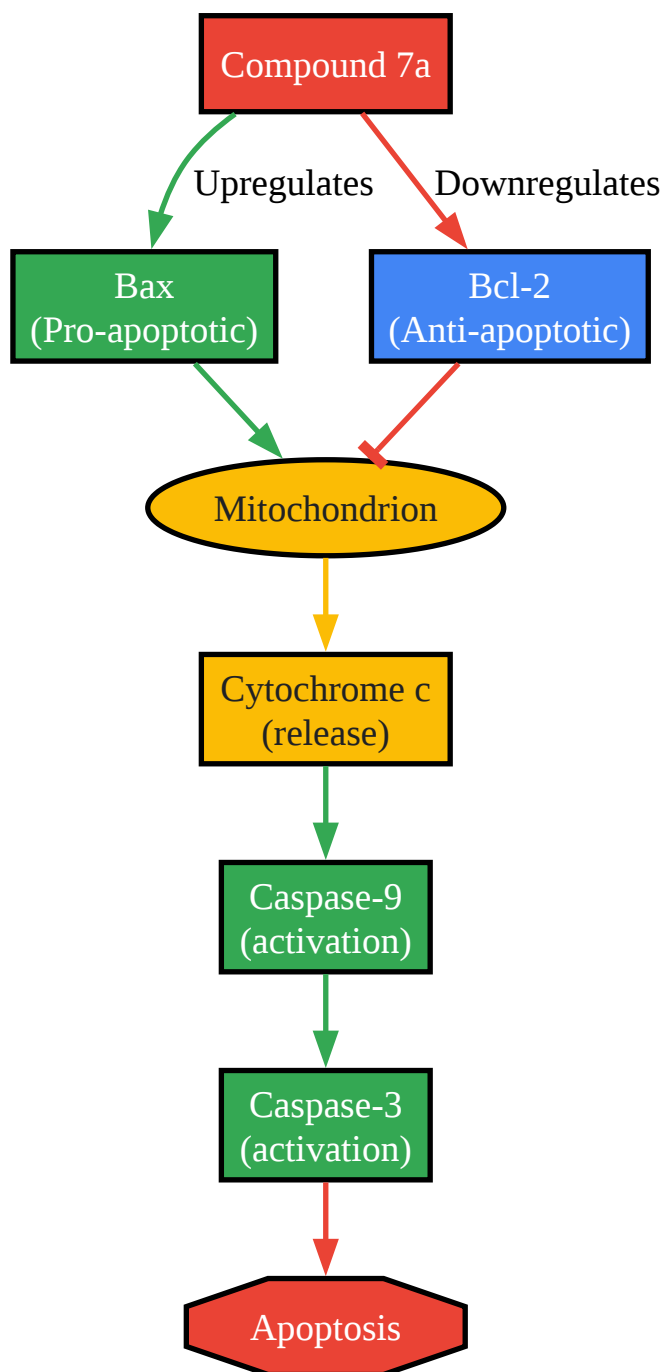 Compound 7a
Upregulates
Downregulates
Bax
(Pro-apoptotic)
Bcl-2
(Anti-apoptotic)
Mitochondrion
Cytochrome c
(release)
Caspase-9
(activation)
Caspase-3
(activation)
Apoptosis